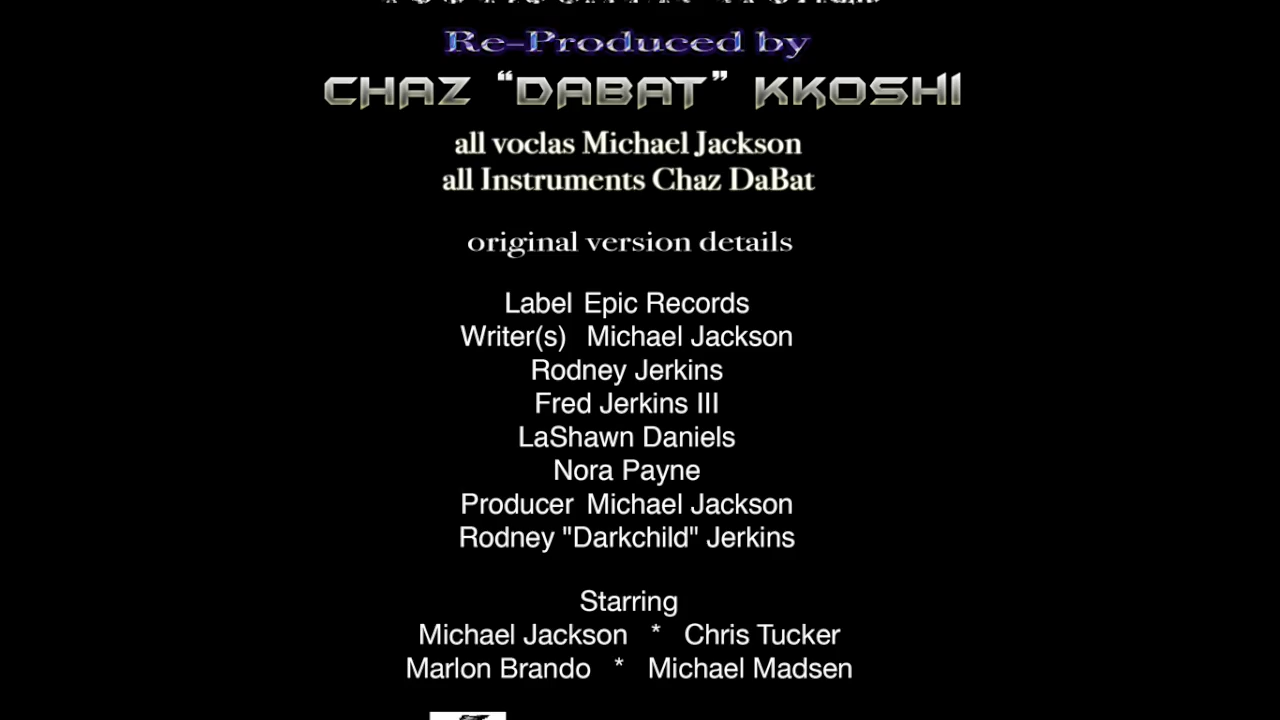 Re-Produced by
CHAZ “DABAT” KKOSHI
all voclas Michael Jackson
all Instruments Chaz DaBat
original version details
Label Epic Records
Writer(s) Michael Jackson
Rodney Jerkins
Fred Jerkins III
LaShawn Daniels
Nora Payne
Producer Michael Jackson
Rodney "Darkchild" Jerkins
Starring
Michael Jackson * Chris Tucker
Marlon Brando * Michael Madsen